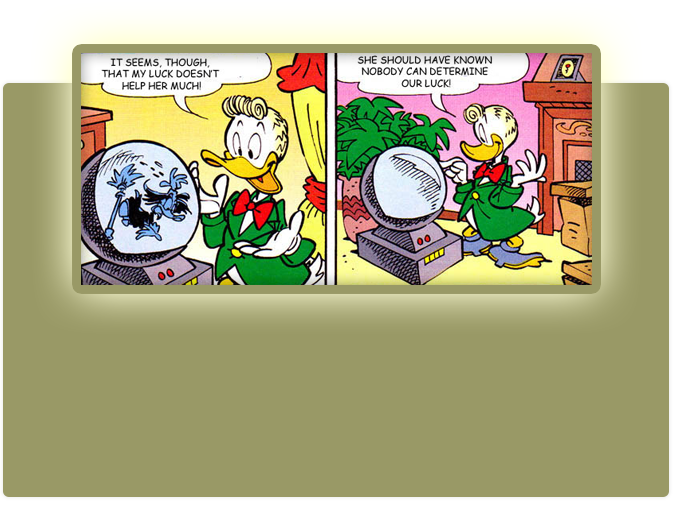 IT SEEMS, THOUGH,
THAT MY LUCK DOESN'T
HELP HER MUCH!
SHE SHOULD HAVE KNOWN
NOBODY CAN DETERMINE
OUR LUCK!